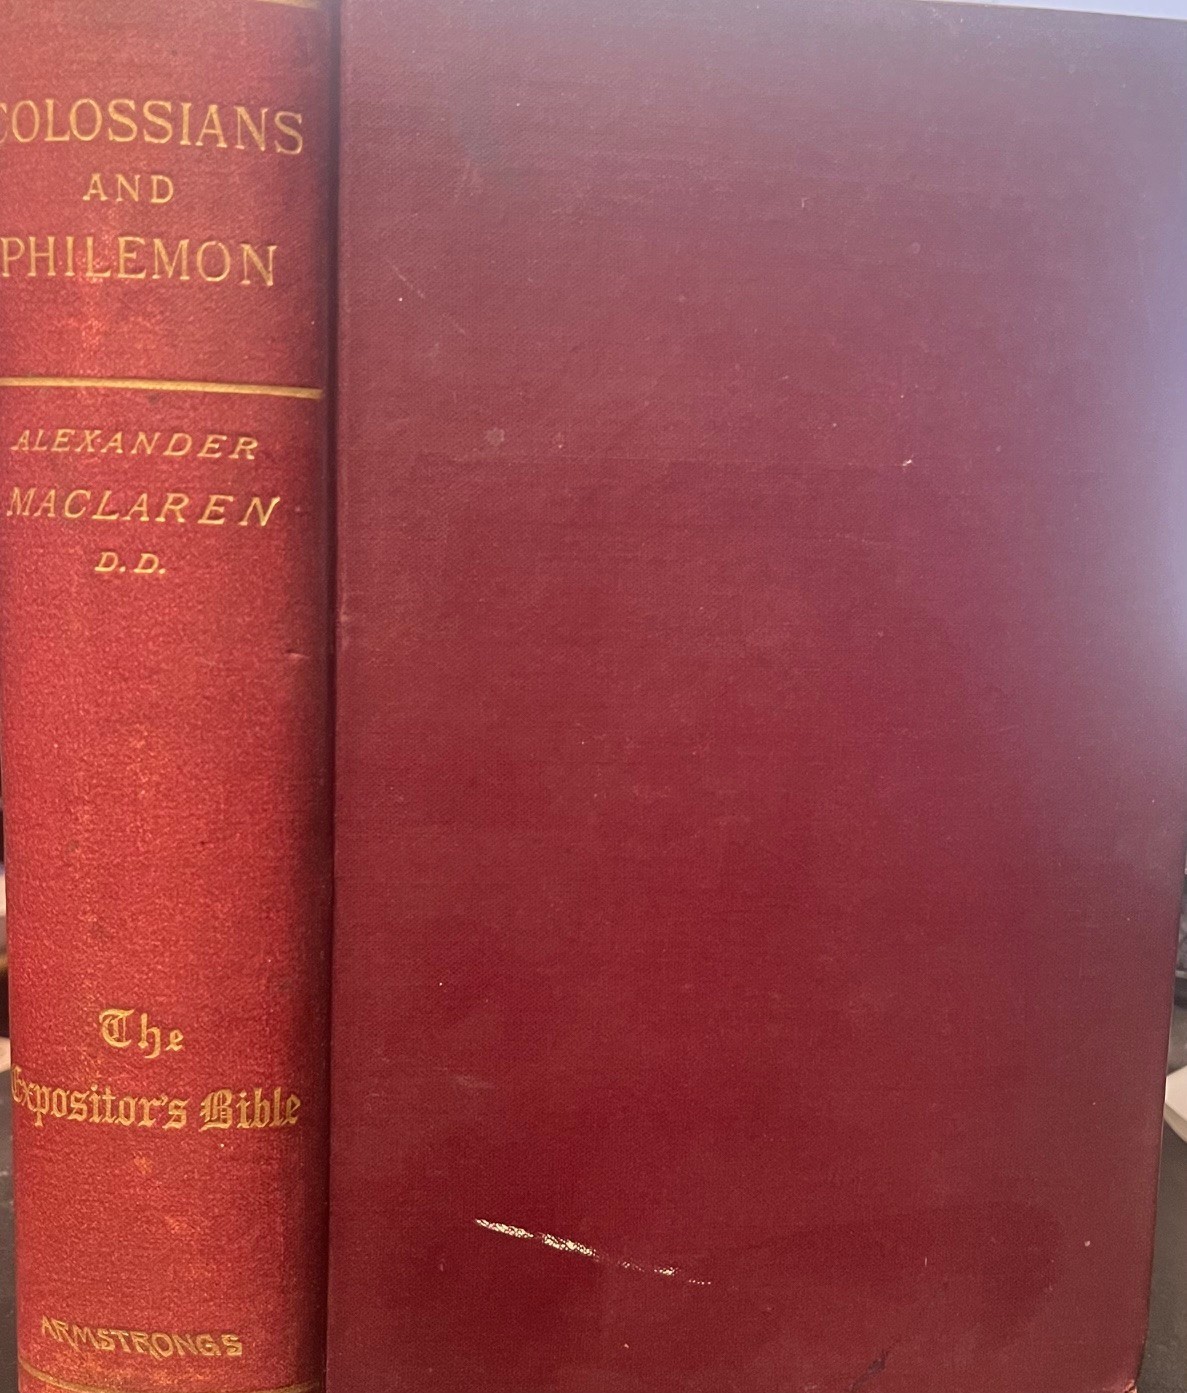 COLOSSIANS
AND
PHILEMON
ALEXANDER
MACLAREN
D.D.
The
Expositor's Bible
ARMSTRONGS